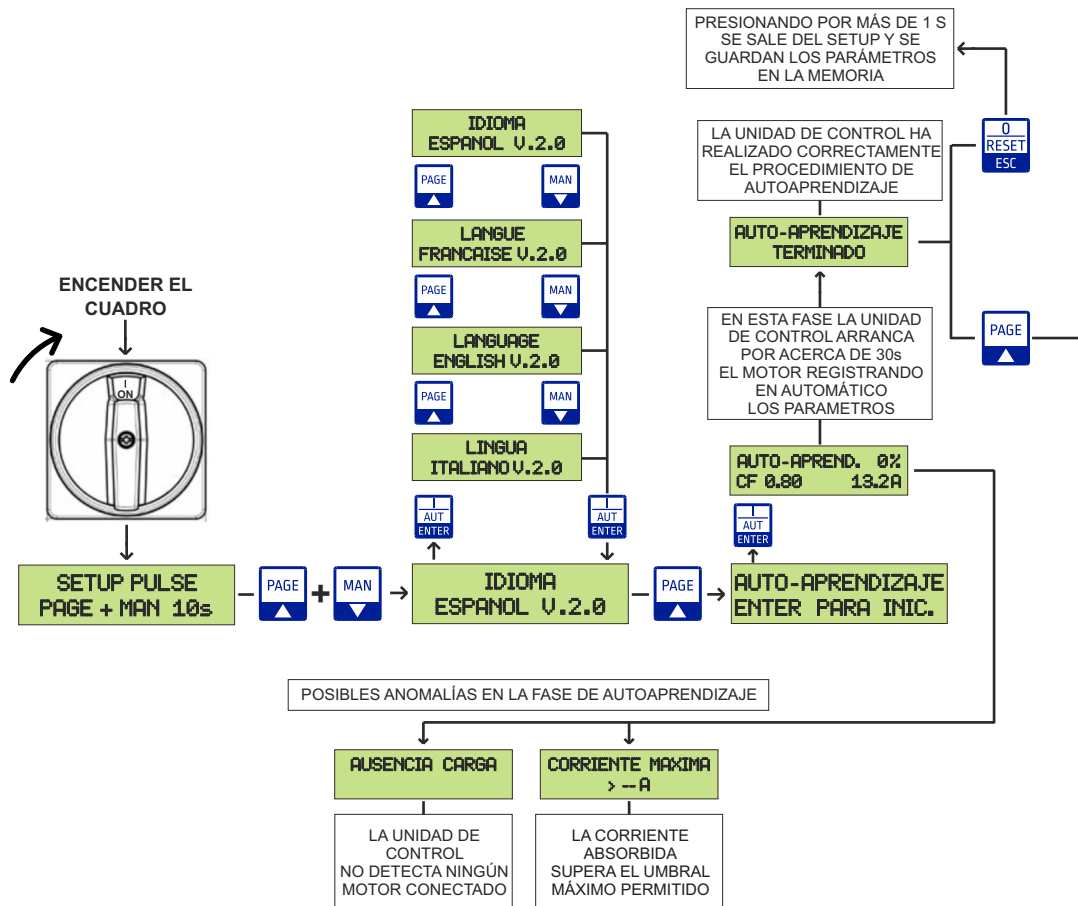 PRESIONANDO POR MÁS DE 1 S
SE SALE DEL SETUP Y SE
GUARDAN LOS PARÁMETROS
EN LA MEMORIA
0
RESET
ESC
LA UNIDAD DE CONTROL HA
REALIZADO CORRECTAMENTE
EL PROCEDIMIENTO DE
AUTOAPRENDIZAJE
AUTO-APRENDIZAJE
TERMINADO
PAGE
EN ESTA FASE LA UNIDAD
DE CONTROL ARRANCA
POR ACERCA DE 30s
EL MOTOR REGISTRANDO
EN AUTOMÁTICO
LOS PARAMETROS
AUTO-APREND. 0%
CF 0.80 13.2A
I
AUT
ENTER
IDIOMA
ESPANOL V.2.0
PAGE
MAN
LANGUE
FRANCAISE V.2.0
PAGE
MAN
LANGUAGE
ENGLISH V.2.0
PAGE
MAN
LINGUA
ITALIANO V.2.0
I
AUT
ENTER
I
AUT
ENTER
ENCENDER EL
CUADRO
I
ON
SETUP PULSE
PAGE + MAN 10s
PAGE
+
MAN
IDIOMA
ESPANOL V.2.0
PAGE
AUTO-APRENDIZAJE
ENTER PARA INIC.
POSIBLES ANOMALÍAS EN LA FASE DE AUTOAPRENDIZAJE
AUSENCIA CARGA
LA UNIDAD DE
CONTROL
NO DETECTA NINGÚN
MOTOR CONECTADO
CORRIENTE MAXIMA
> -- A
LA CORRIENTE
ABSORBIDA
SUPERA EL UMBRAL
MÁXIMO PERMITIDO